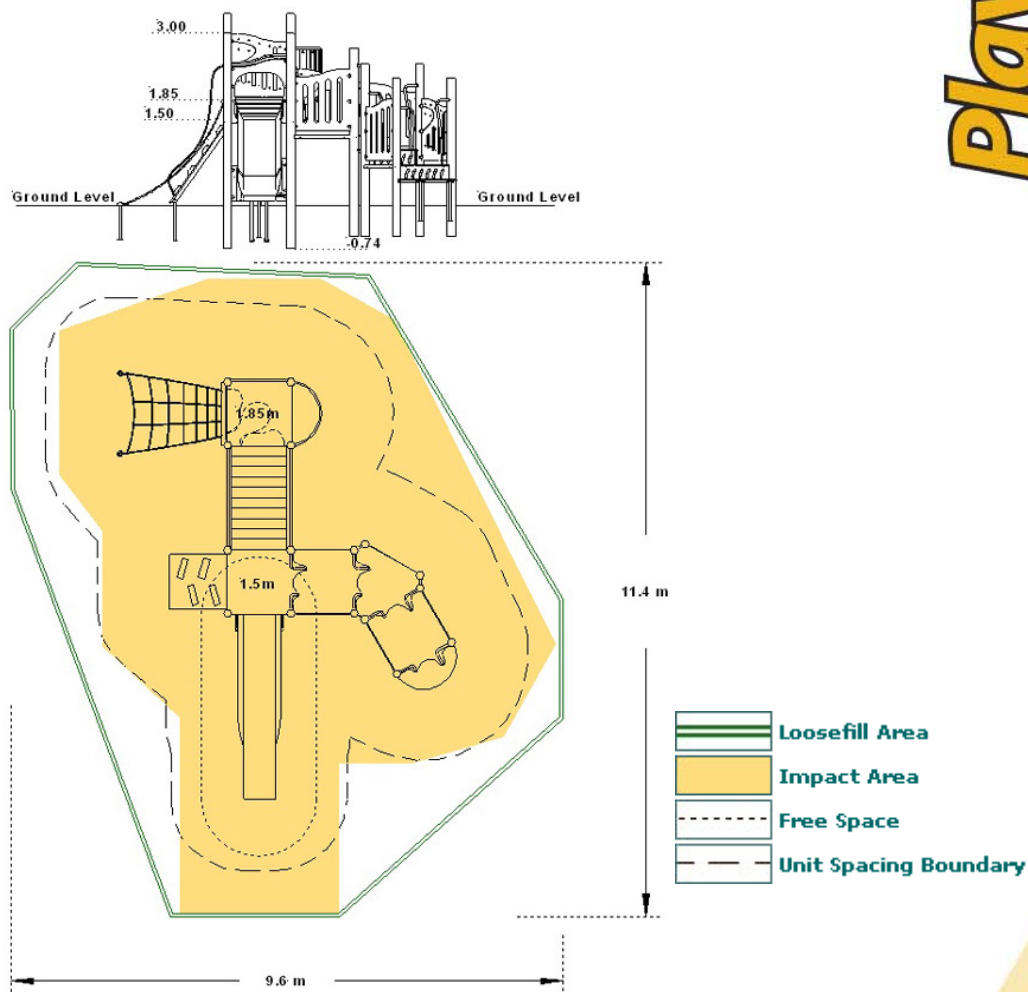 3.00
1.85
1.50
Ground Level
Ground Level
-0.74
Play
1.85m
1.5m
11.4 m
Loosefill Area
Impact Area
Free Space
Unit Spacing Boundary
9.6 m